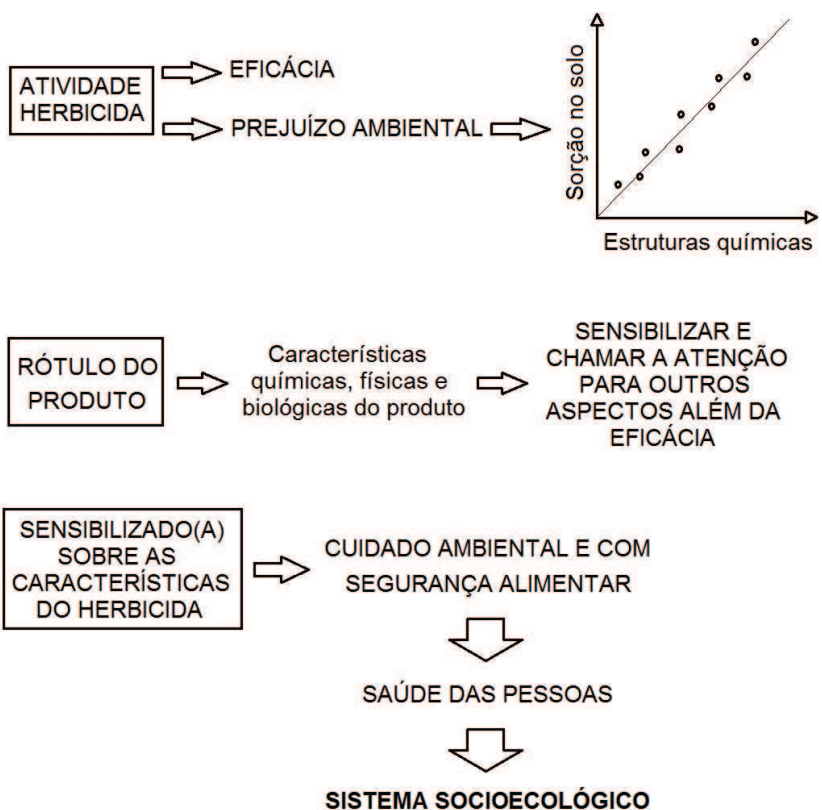 ATIVIDADE
HERBICIDA
EFICÁCIA
PREJUÍZO AMBIENTAL
Sorção no solo
Estruturas químicas
RÓTULO DO
PRODUTO
Características
químicas, físicas e
biológicas do produto
SENSIBILIZAR E
CHAMAR A ATENÇÃO
PARA OUTROS
ASPECTOS ALÉM DA
EFICÁCIA
SENSIBILIZADO(A)
SOBRE AS
CARACTERÍSTICAS
DO HERBICIDA
CUIDADO AMBIENTAL E COM
SEGURANÇA ALIMENTAR
SAÚDE DAS PESSOAS
SISTEMA SOCIOECOLÓGICO